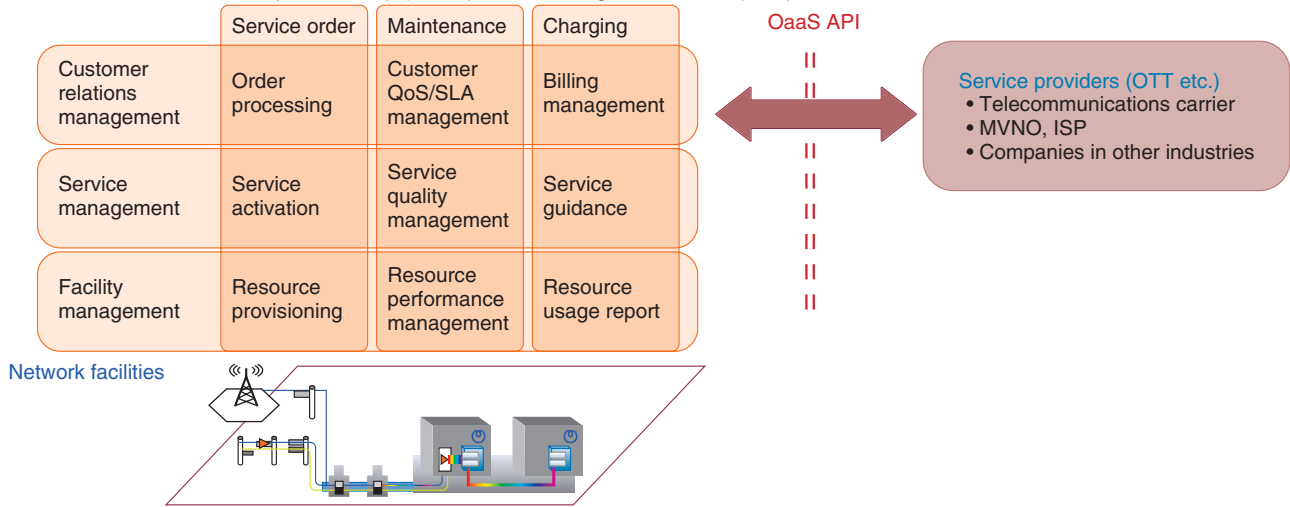 Service order
Maintenance
Charging
OaaS API
Customer
relations
management
Order
processing
Customer
QoS/SLA
management
Billing
management
Service providers (OTT etc.)
• Telecommunications carrier
• MVNO, ISP
• Companies in other industries
Service
management
Service
activation
Service
quality
management
Service
guidance
Facility
management
Resource
provisioning
Resource
performance
management
Resource
usage report
Network facilities